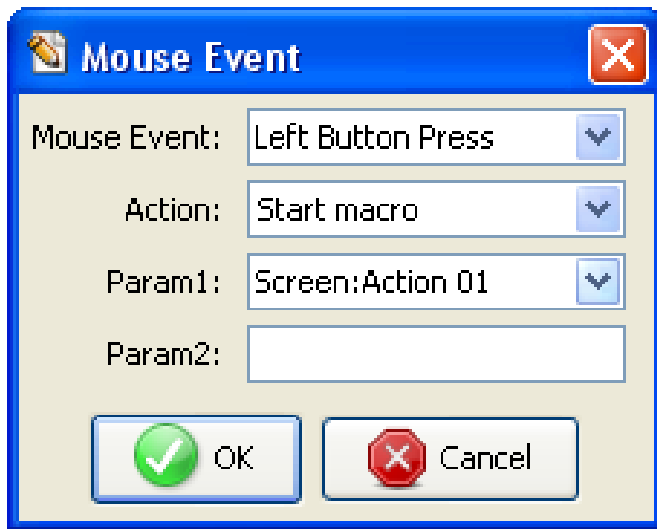 Mouse Event
Mouse Event: Left Button Press
Action: Start macro
Param1: Screen:Action 01
Param2:
OK Cancel